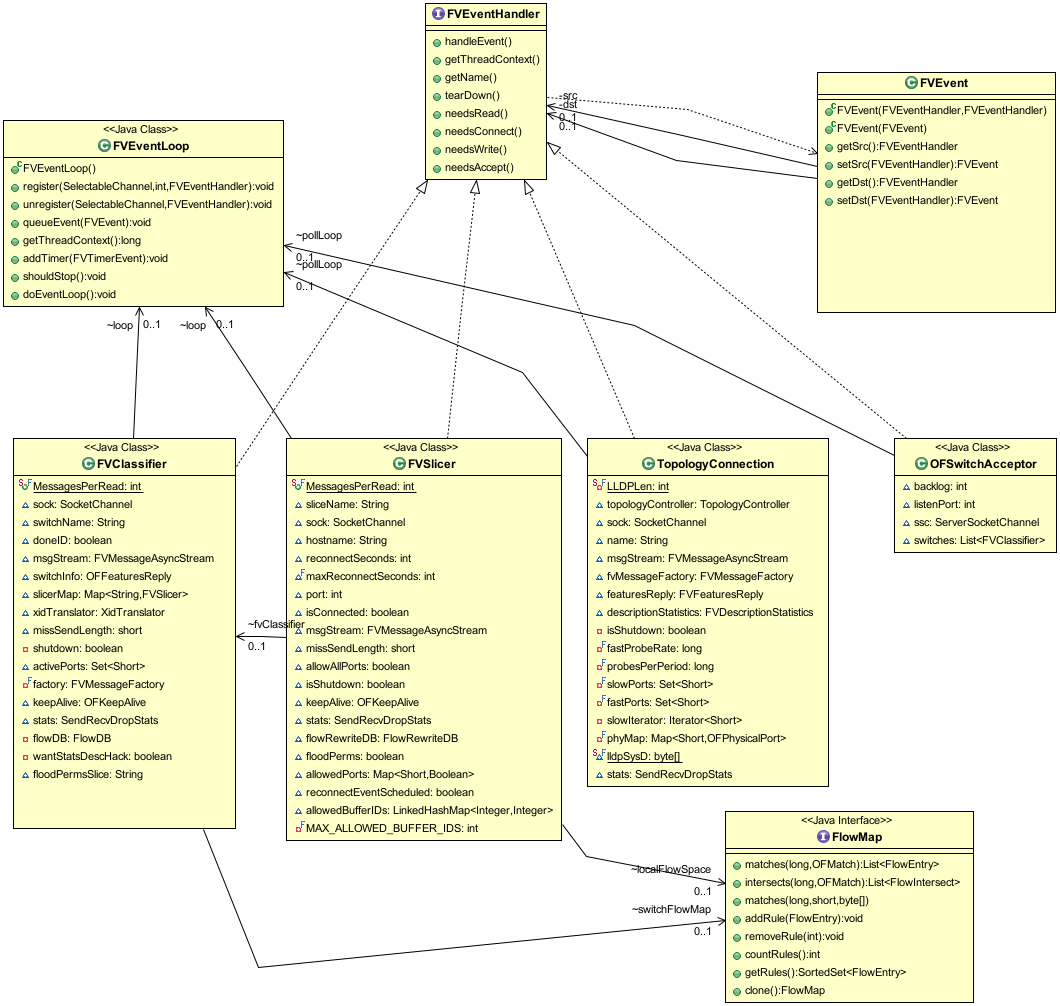 FVEventHandler
handleEvent()
getThreadContext()
getName()
tearDown()
needsRead()
needsConnect()
needsWrite()
needsAccept()
-src
-dst
0..1
0..1
FVEvent
FVEvent(FVEventHandler,FVEventHandler)
FVEvent(FVEvent)
getSrc():FVEventHandler
setSrc(FVEventHandler):FVEvent
getDst():FVEventHandler
setDst(FVEventHandler):FVEvent
<<Java Class>>
FVEventLoop
FVEventLoop()
register(SelectableChannel,int,FVEventHandler):void
unregister(SelectableChannel,FVEventHandler):void
queueEvent(FVEvent):void
getThreadContext():long
addTimer(FVTimerEvent):void
shouldStop():void
doEventLoop():void
~pollLoop
0..1
~pollLoop
0..1
~loop 0..1
~loop 0..1
<<Java Class>>
FVClassifier
MessagesPerRead: int
sock: SocketChannel
switchName: String
doneID: boolean
msgStream: FVMessageAsyncStream
switchInfo: OFFeaturesReply
slicerMap: Map<String,FVSlicer>
xidTranslator: XidTranslator
missSendLength: short
shutdown: boolean
activePorts: Set<Short>
factory: FVMessageFactory
keepAlive: OFKeepAlive
stats: SendRecvDropStats
flowDB: FlowDB
wantStatsDescHack: boolean
floodPermsSlice: String
~fvClassifier
0..1
<<Java Class>>
FVSlicer
MessagesPerRead: int
sliceName: String
sock: SocketChannel
hostname: String
reconnectSeconds: int
maxReconnectSeconds: int
port: int
isConnected: boolean
msgStream: FVMessageAsyncStream
missSendLength: short
allowAllPorts: boolean
isShutdown: boolean
keepAlive: OFKeepAlive
stats: SendRecvDropStats
flowRewriteDB: FlowRewriteDB
floodPerms: boolean
allowedPorts: Map<Short,Boolean>
reconnectEventScheduled: boolean
allowedBufferIDs: LinkedHashMap<Integer,Integer>
MAX_ALLOWED_BUFFER_IDS: int
<<Java Class>>
TopologyConnection
LLDPLen: int
topologyController: TopologyController
sock: SocketChannel
name: String
msgStream: FVMessageAsyncStream
fvMessageFactory: FVMessageFactory
featuresReply: FVFeaturesReply
descriptionStatistics: FVDescriptionStatistics
isShutdown: boolean
fastProbeRate: long
probesPerPeriod: long
slowPorts: Set<Short>
fastPorts: Set<Short>
slowIterator: Iterator<Short>
phyMap: Map<Short,OFPhysicalPort>
lldpSysD: byte[]
stats: SendRecvDropStats
<<Java Class>>
OFSwitchAcceptor
backlog: int
listenPort: int
ssc: ServerSocketChannel
switches: List<FVClassifier>
~localFlowSpace
0..1
~switchFlowMap
0..1
<<Java Interface>>
FlowMap
matches(long,OFMatch):List<FlowEntry>
intersects(long,OFMatch):List<FlowIntersect>
matches(long,short,byte[])
addRule(FlowEntry):void
removeRule(int):void
countRules():int
getRules():SortedSet<FlowEntry>
clone():FlowMap